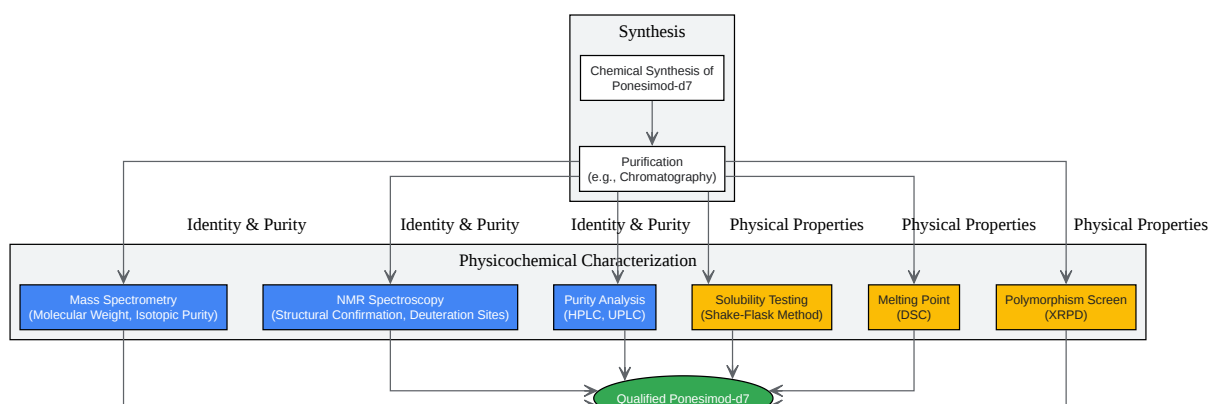 Synthesis
Chemical Synthesis of
Ponesimod-d7
Purification
(e.g., Chromatography)
Identity & Purity
Identity & Purity
Identity & Purity
Physical Properties
Physical Properties
Physical Properties
Physicochemical Characterization
Mass Spectrometry
(Molecular Weight, Isotopic Purity)
NMR Spectroscopy
(Structural Confirmation, Deuteration Sites)
Purity Analysis
(HPLC, UPLC)
Solubility Testing
(Shake-Flask Method)
Melting Point
(DSC)
Polymorphism Screen
(XRPD)
Qualified Ponesimod-d7